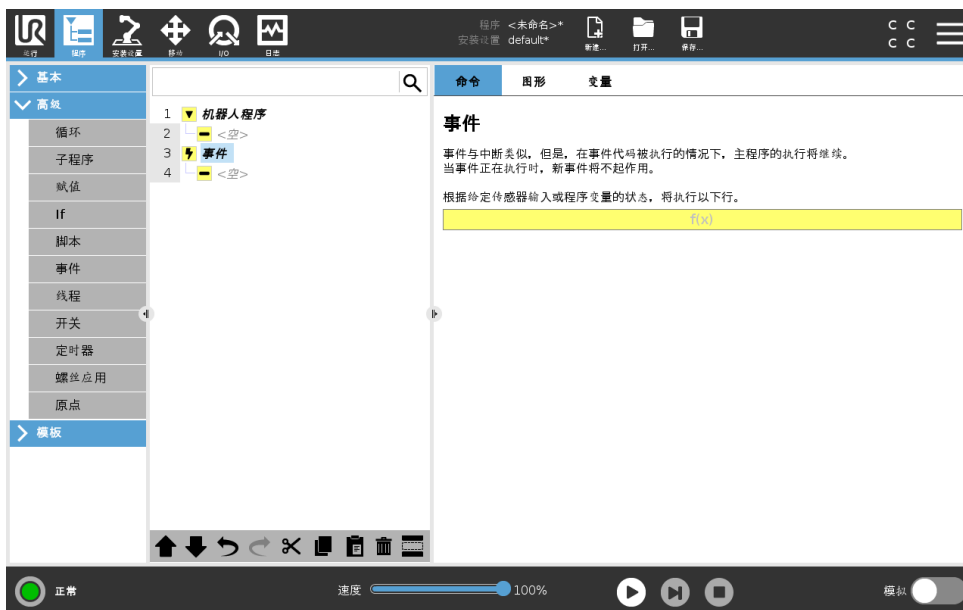 UR
运行
程序
安装设置
移动
I/O
日志
程序 <未命名>*
安装设置 default*
新建...
打开...
保存...
C C
C C
基本
高级
循环
子程序
赋值
If
脚本
事件
线程
开关
定时器
螺丝应用
原点
模板
1 机器人程序
2 <空>
3 事件
4 <空>
命令 图形 变量
事件
事件与中断类似，但是，在事件代码被执行的情况下，主程序的执行将继续。
当事件正在执行时，新事件将不起作用。
根据给定传感器输入或程序变量的状态，将执行以下行。
f(x)
正常
速度 100%
模拟